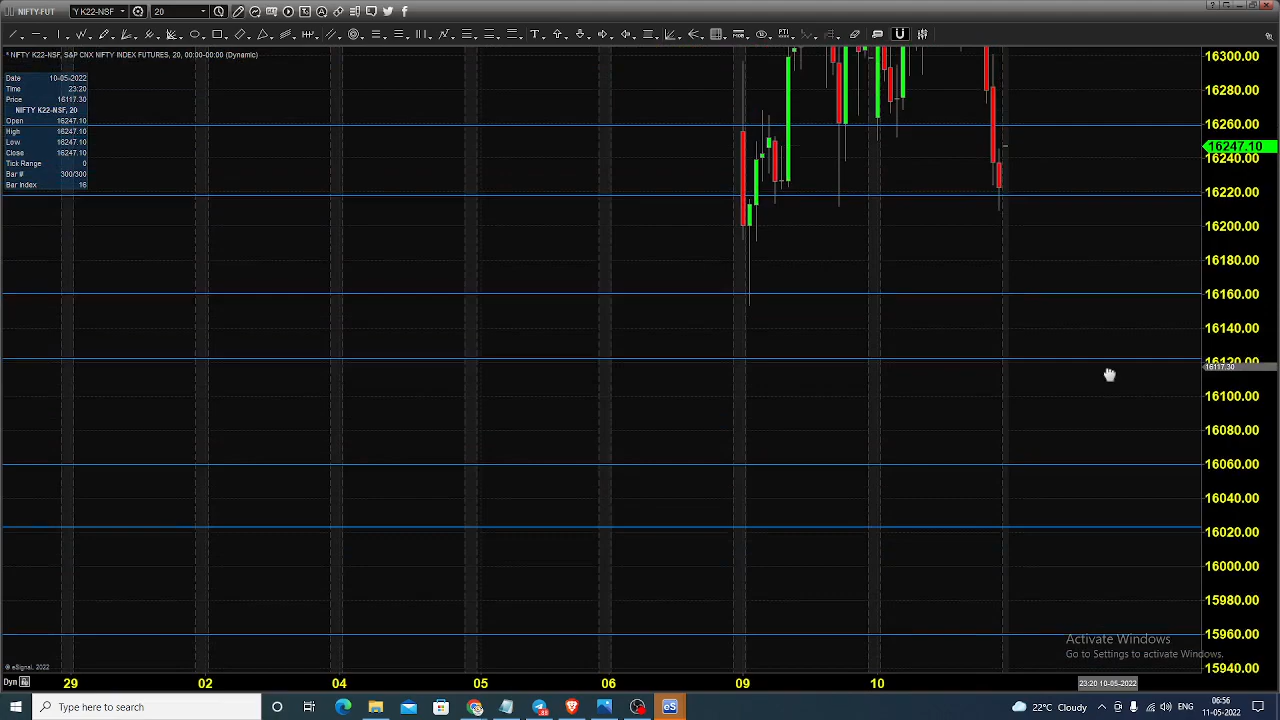 NIFTY-FUT
Y K22-NSF
20
* NIFTY K22-NSF, S&P CNX NIFTY INDEX FUTURES, 20, 00:00-00:00 (Dynamic)
Date 10-05-2022
Time 23:20
Price 16117.30
NIFTY K22-NSF, 20
Open 16247.10
High 16247.10
Low 16247.10
Close 16247.10
Tick Range 0
Bar # 300/300
Bar Index 16
16300.00
16280.00
16260.00
16247.10
16240.00
16220.00
16200.00
16180.00
16160.00
16140.00
16120.00
16117.30
16100.00
16080.00
16060.00
16040.00
16020.00
16000.00
15980.00
15960.00
15940.00
Activate Windows
Go to Settings to activate Windows.
© eSignal, 2022
Dyn
29 02 04 05 06 09 10
23:20 10-05-2022
Type here to search
eS
22°C Cloudy
ENG
06:56
11-05-2022